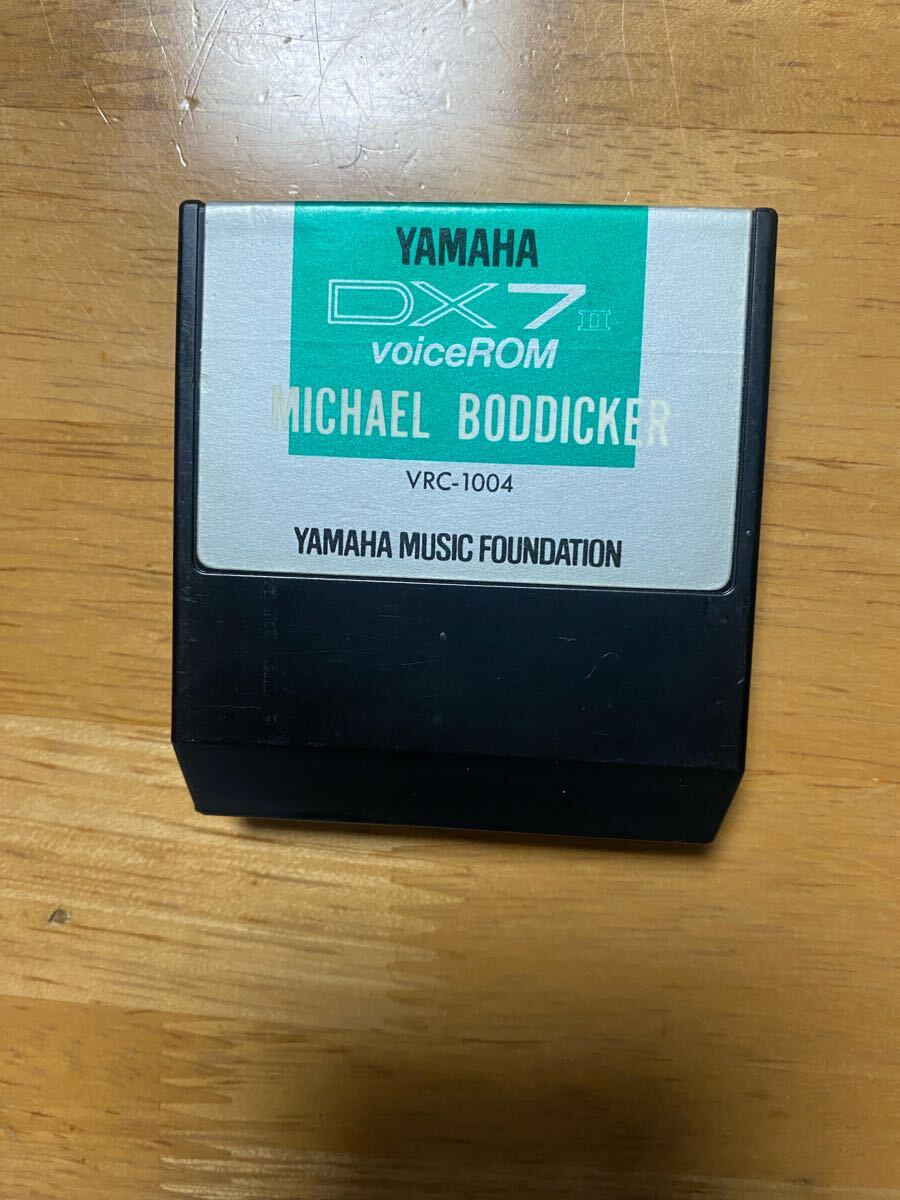 YAMAHA
DX7 II
voiceROM
MICHAEL BODDICKER
VRC-1004
YAMAHA MUSIC FOUNDATION